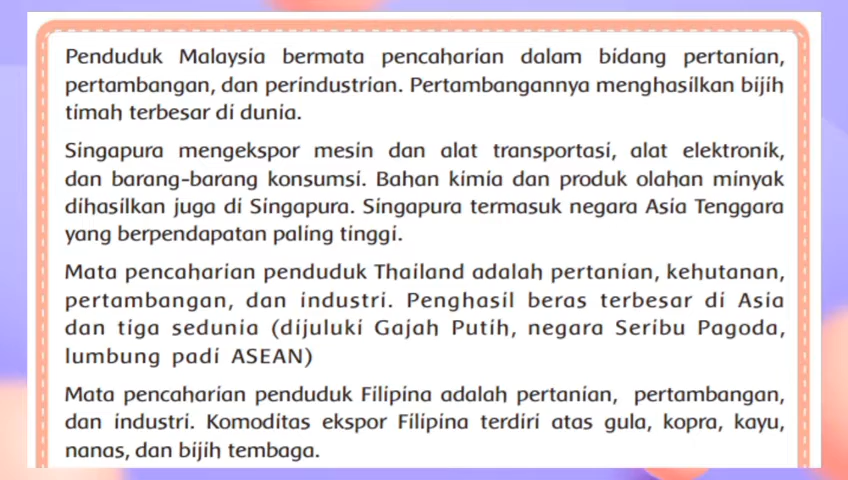 Penduduk Malaysia bermata pencaharian dalam bidang pertanian,
pertambangan, dan perindustrian. Pertambangannya menghasilkan bijih
timah terbesar di dunia.
Singapura mengekspor mesin dan alat transportasi, alat elektronik,
dan barang-barang konsumsi. Bahan kimia dan produk olahan minyak
dihasilkan juga di Singapura. Singapura termasuk negara Asia Tenggara
yang berpendapatan paling tinggi.
Mata pencaharian penduduk Thailand adalah pertanian, kehutanan,
pertambangan, dan industri. Penghasil beras terbesar di Asia
dan tiga sedunia (dijuluki Gajah Putih, negara Seribu Pagoda,
lumbung padi ASEAN)
Mata pencaharian penduduk Filipina adalah pertanian, pertambangan,
dan industri. Komoditas ekspor Filipina terdiri atas gula, kopra, kayu,
nanas, dan bijih tembaga.